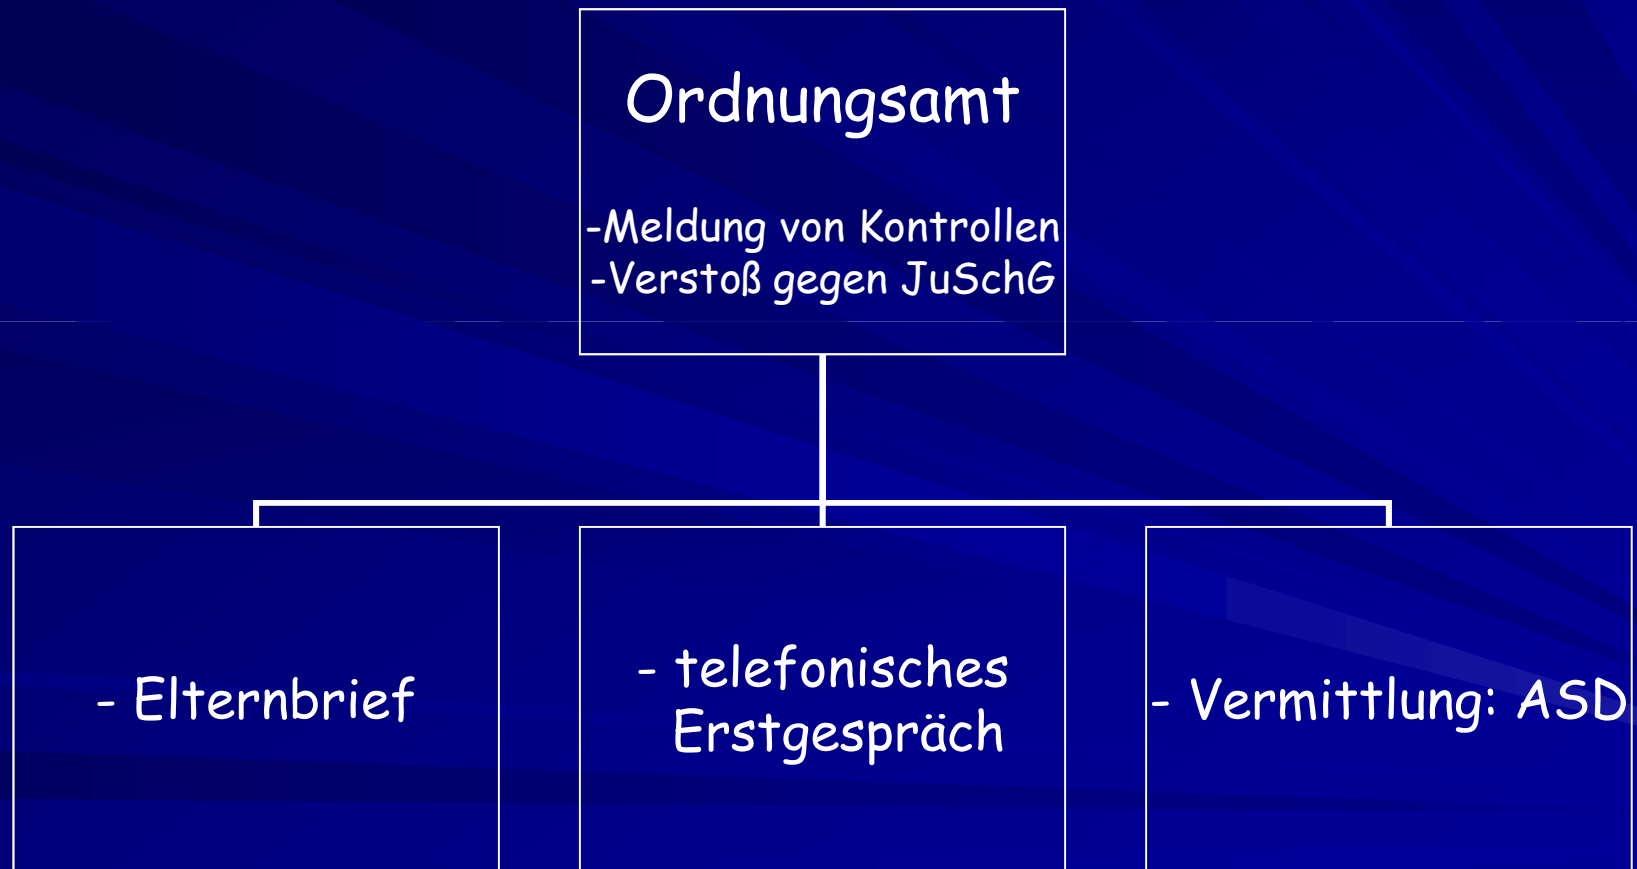 Ordnungsamt
-Meldung von Kontrollen
-Verstoß gegen JuSchG
- Elternbrief
- telefonisches
Erstgespräch
- Vermittlung: ASD